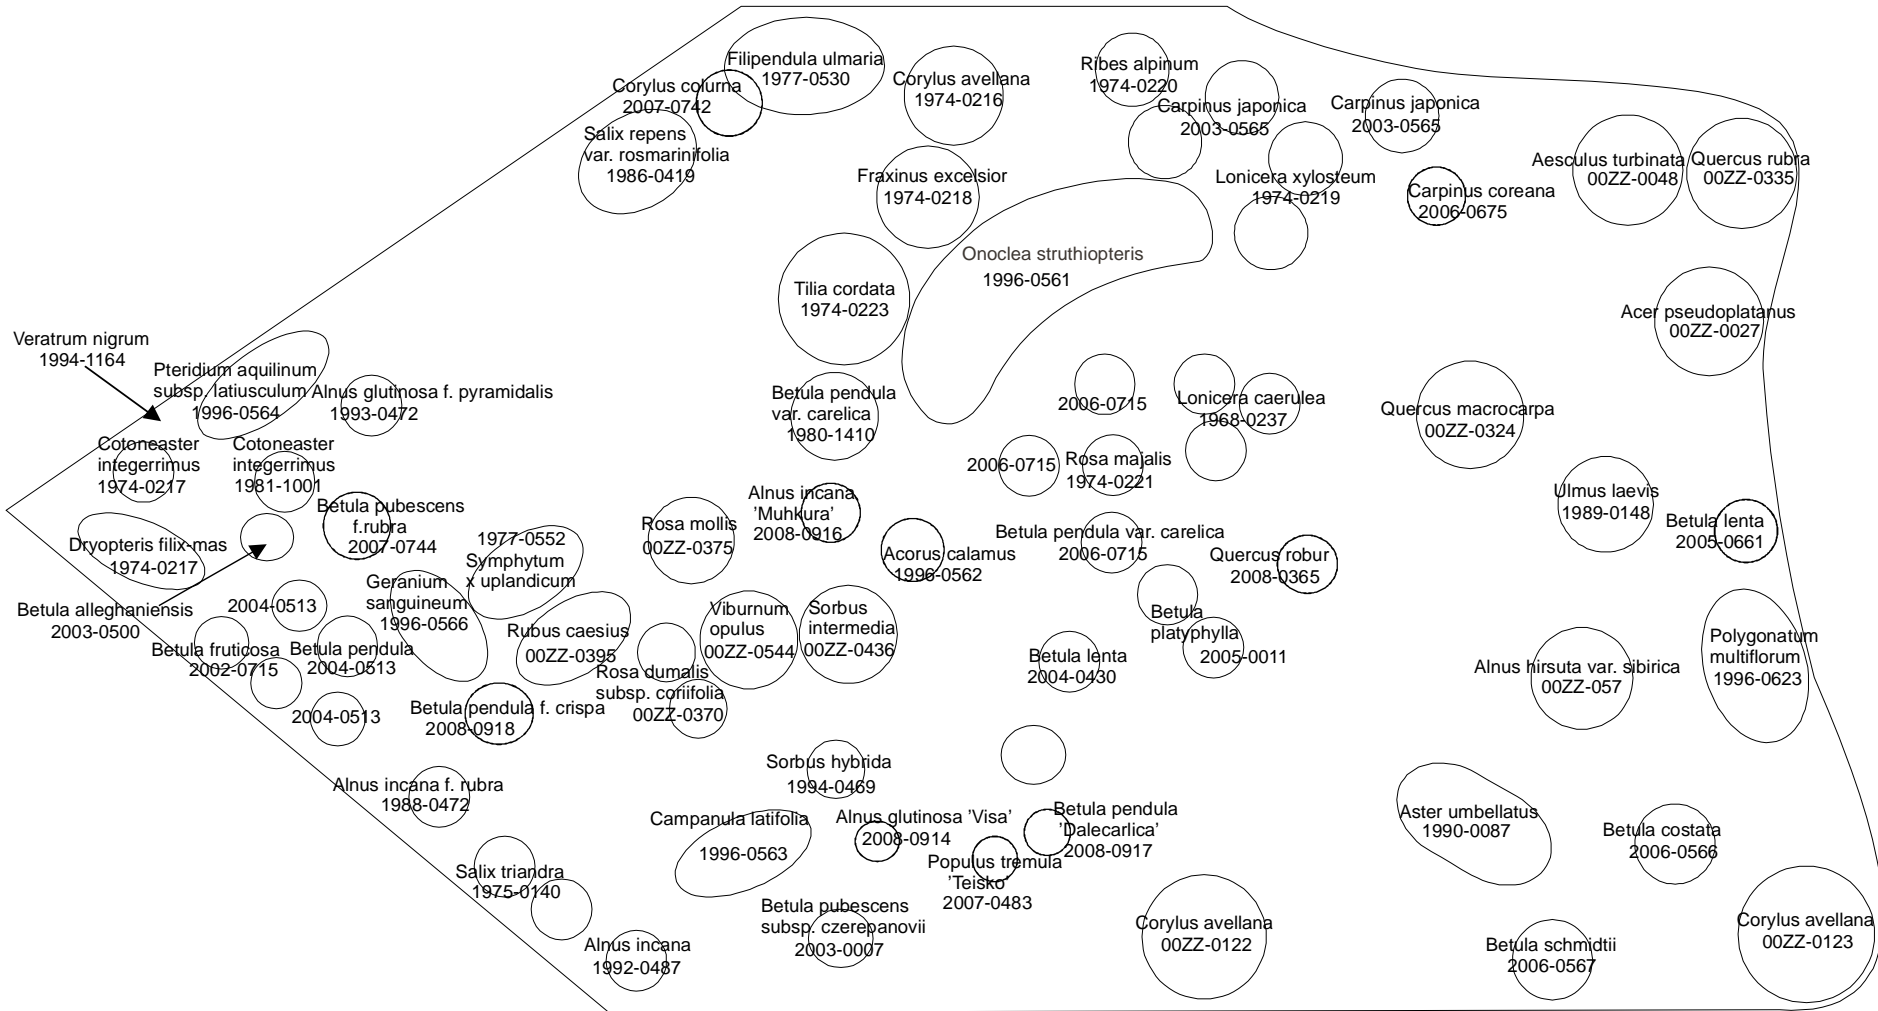 Filipendula ulmaria
1977-0530
Corylus colurna
2007-0742
Salix repens
var. rosmarinifolia
1986-0419
Corylus avellana
1974-0216
Ribes alpinum
1974-0220
Carpinus japonica
2003-0565
Carpinus japonica
2003-0565
Fraxinus excelsior
1974-0218
Lonicera xylosteum
1974-0219
Carpinus coreana
2006-0675
Aesculus turbinata
00ZZ-0048
Quercus rubra
00ZZ-0335
Onoclea struthiopteris
1996-0561
Tilia cordata
1974-0223
Acer pseudoplatanus
00ZZ-0027
Veratrum nigrum
1994-1164
Pteridium aquilinum
subsp. latiusculum
1996-0564
Alnus glutinosa f. pyramidalis
1993-0472
Betula pendula
var. carelica
1980-1410
2006-0715
Lonicera caerulea
1968-0237
Quercus macrocarpa
00ZZ-0324
Cotoneaster
integerrimus
1974-0217
Cotoneaster
integerrimus
1981-1001
2006-0715
Rosa majalis
1974-0221
Betula pubescens
f.rubra
2007-0744
Alnus incana
’Muhkura’
2008-0916
Ulmus laevis
1989-0148
Betula lenta
2005-0661
Dryopteris filix-mas
1974-0217
1977-0552
Symphytum
x uplandicum
Rosa mollis
00ZZ-0375
Acorus calamus
1996-0562
Betula pendula var. carelica
2006-0715
Quercus robur
2008-0365
Betula alleghaniensis
2003-0500
2004-0513
Geranium
sanguineum
1996-0566
Rubus caesius
00ZZ-0395
Viburnum
opulus
00ZZ-0544
Sorbus
intermedia
00ZZ-0436
Betula
platyphylla
2005-0011
Betula fruticosa
2002-0715
Betula pendula
2004-0513
Rosa dumalis
subsp. coriifolia
00ZZ-0370
Betula lenta
2004-0430
Alnus hirsuta var. sibirica
00ZZ-057
Polygonatum
multiflorum
1996-0623
2004-0513
Betula pendula f. crispa
2008-0918
Sorbus hybrida
1994-0469
Alnus incana f. rubra
1988-0472
Campanula latifolia
1996-0563
Alnus glutinosa ’Visa’
2008-0914
Betula pendula
’Dalecarlica’
2008-0917
Populus tremula
’Teisko’
2007-0483
Aster umbellatus
1990-0087
Betula costata
2006-0566
Salix triandra
1975-0140
Betula pubescens
subsp. czerepanovii
2003-0007
Alnus incana
1992-0487
Corylus avellana
00ZZ-0122
Betula schmidtii
2006-0567
Corylus avellana
00ZZ-0123